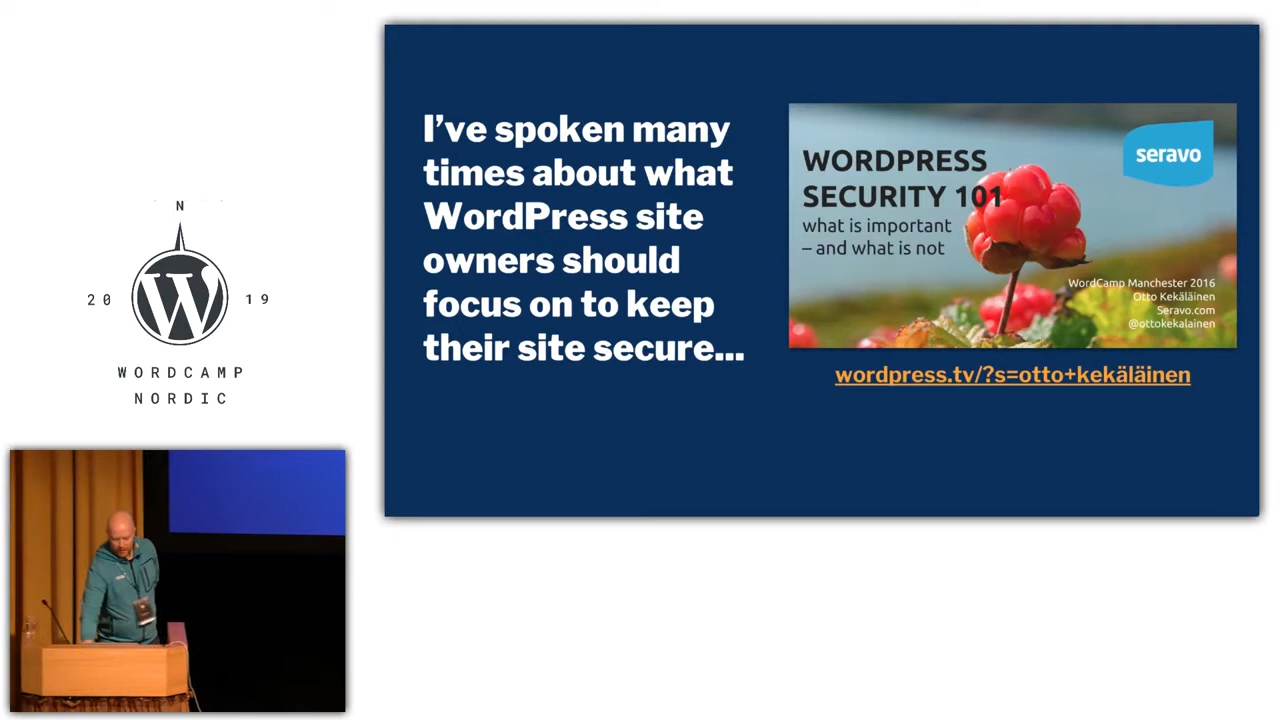 N
20 19
WORDCAMP
NORDIC
I’ve spoken many
times about what
WordPress site
owners should
focus on to keep
their site secure...
WORDPRESS
SECURITY 101
what is important
– and what is not
seravo
WordCamp Manchester 2016
Otto Kekäläinen
Seravo.com
@ottokekalainen
wordpress.tv/?s=otto+kekäläinen